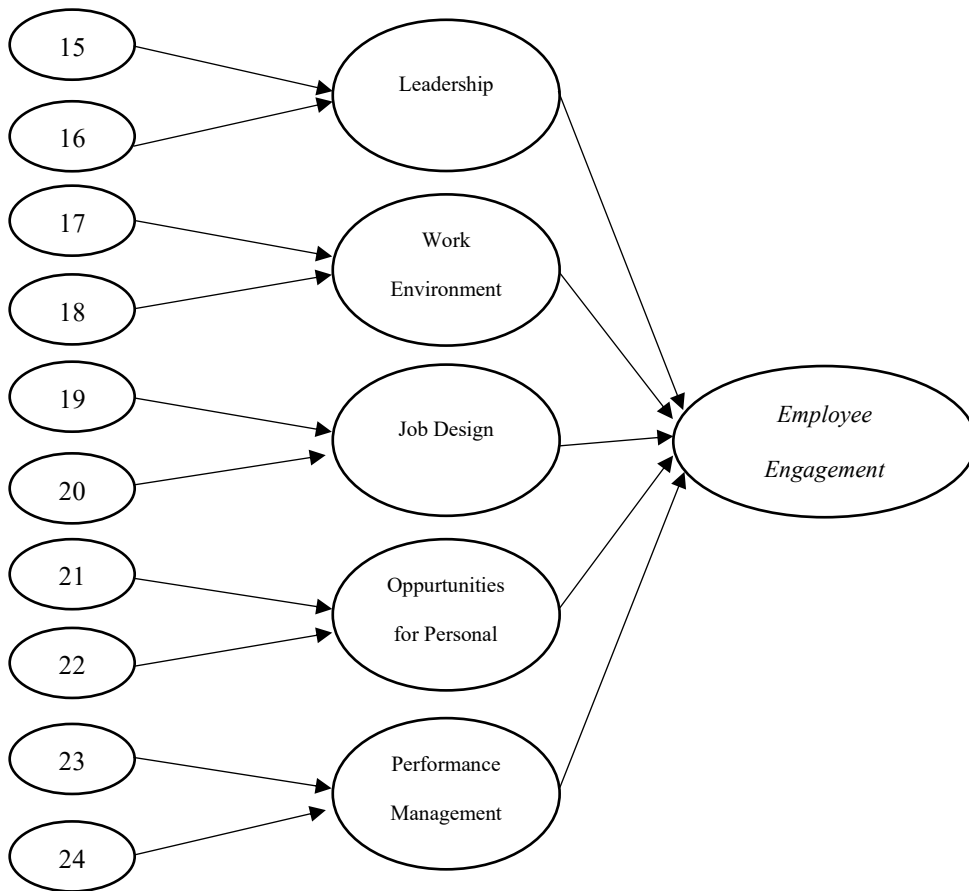 15
16
17
18
19
20
21
22
23
24
Leadership
Work
Environment
Job Design
Oppurtunities
for Personal
Performance
Management
Employee
Engagement